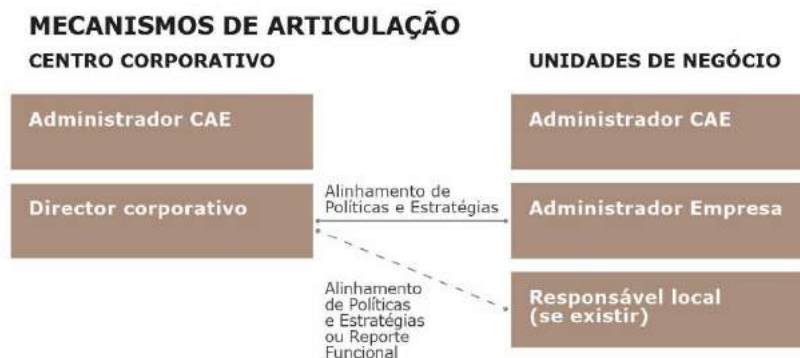 MECANISMOS DE ARTICULAÇÃO
CENTRO CORPORATIVO
UNIDADES DE NEGÓCIO
Administrador CAE
Administrador CAE
Director corporativo
Alinhamento de
Políticas e Estratégias
Administrador Empresa
Alinhamento
de Políticas
e Estratégias
ou Reporte
Funcional
Responsável local
(se existir)